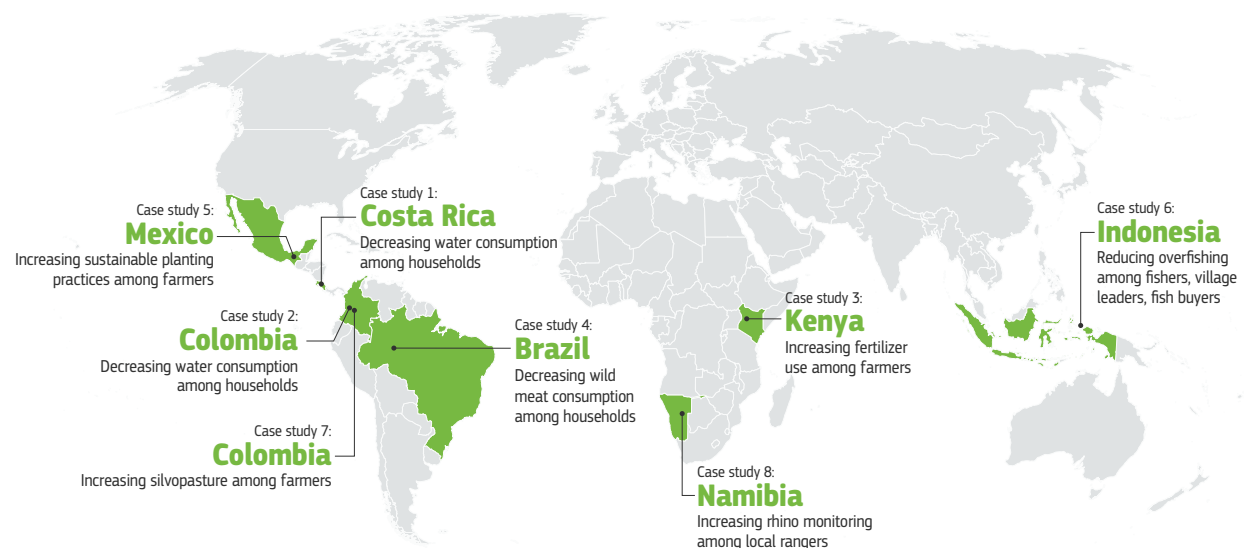 Case study 1:
Costa Rica
Decreasing water consumption
among households
Case study 5:
Mexico
Increasing sustainable planting
practices among farmers
Case study 6:
Indonesia
Reducing overfishing
among fishers, village
leaders, fish buyers
Case study 2:
Colombia
Decreasing water consumption
among households
Case study 4:
Brazil
Decreasing wild
meat consumption
among households
Case study 3:
Kenya
Increasing fertilizer
use among farmers
Case study 7:
Colombia
Increasing silvopasture among farmers
Case study 8:
Namibia
Increasing rhino monitoring
among local rangers